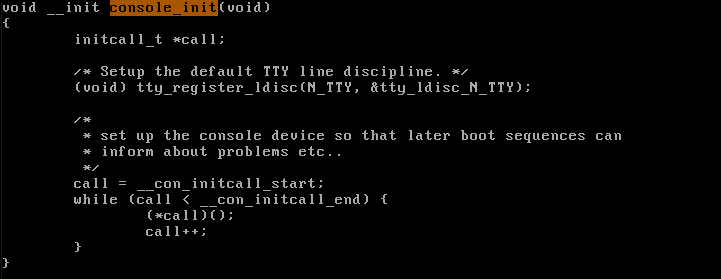 void __init console_init(void)
{
        initcall_t *call;

        /* Setup the default TTY line discipline. */
        (void) tty_register_ldisc(N_TTY, &tty_ldisc_N_TTY);

        /*
         * set up the console device so that later boot sequences can
         * inform about problems etc..
         */
        call = __con_initcall_start;
        while (call < __con_initcall_end) {
                (*call)();
                call++;
        }
}